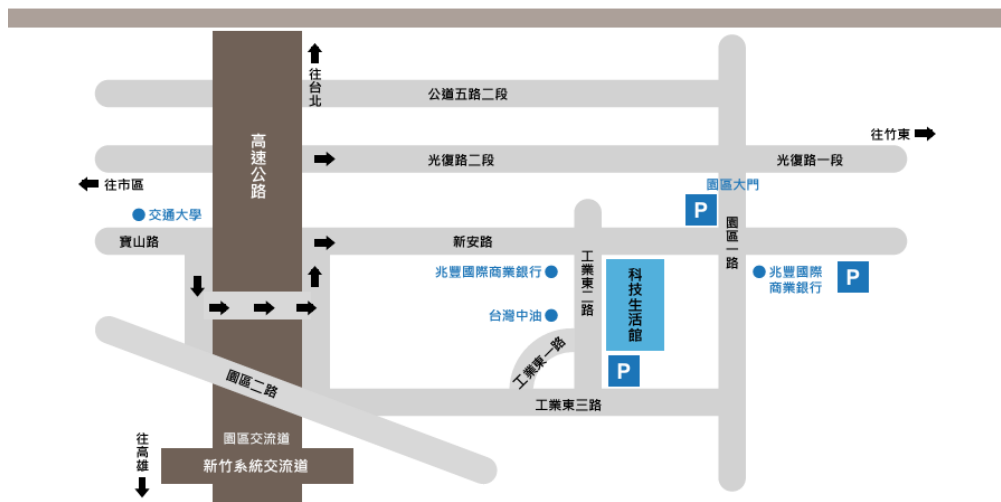 往台北
公道五路二段
高速公路
往竹東
光復路二段
光復路一段
往市區
園區大門
P
交通大學
寶山路
新安路
園區一路
兆豐國際商業銀行
工業東二路
科技生活館
兆豐國際
商業銀行
P
台灣中油
工業東一路
P
園區二路
工業東三路
往高雄
園區交流道
新竹系統交流道